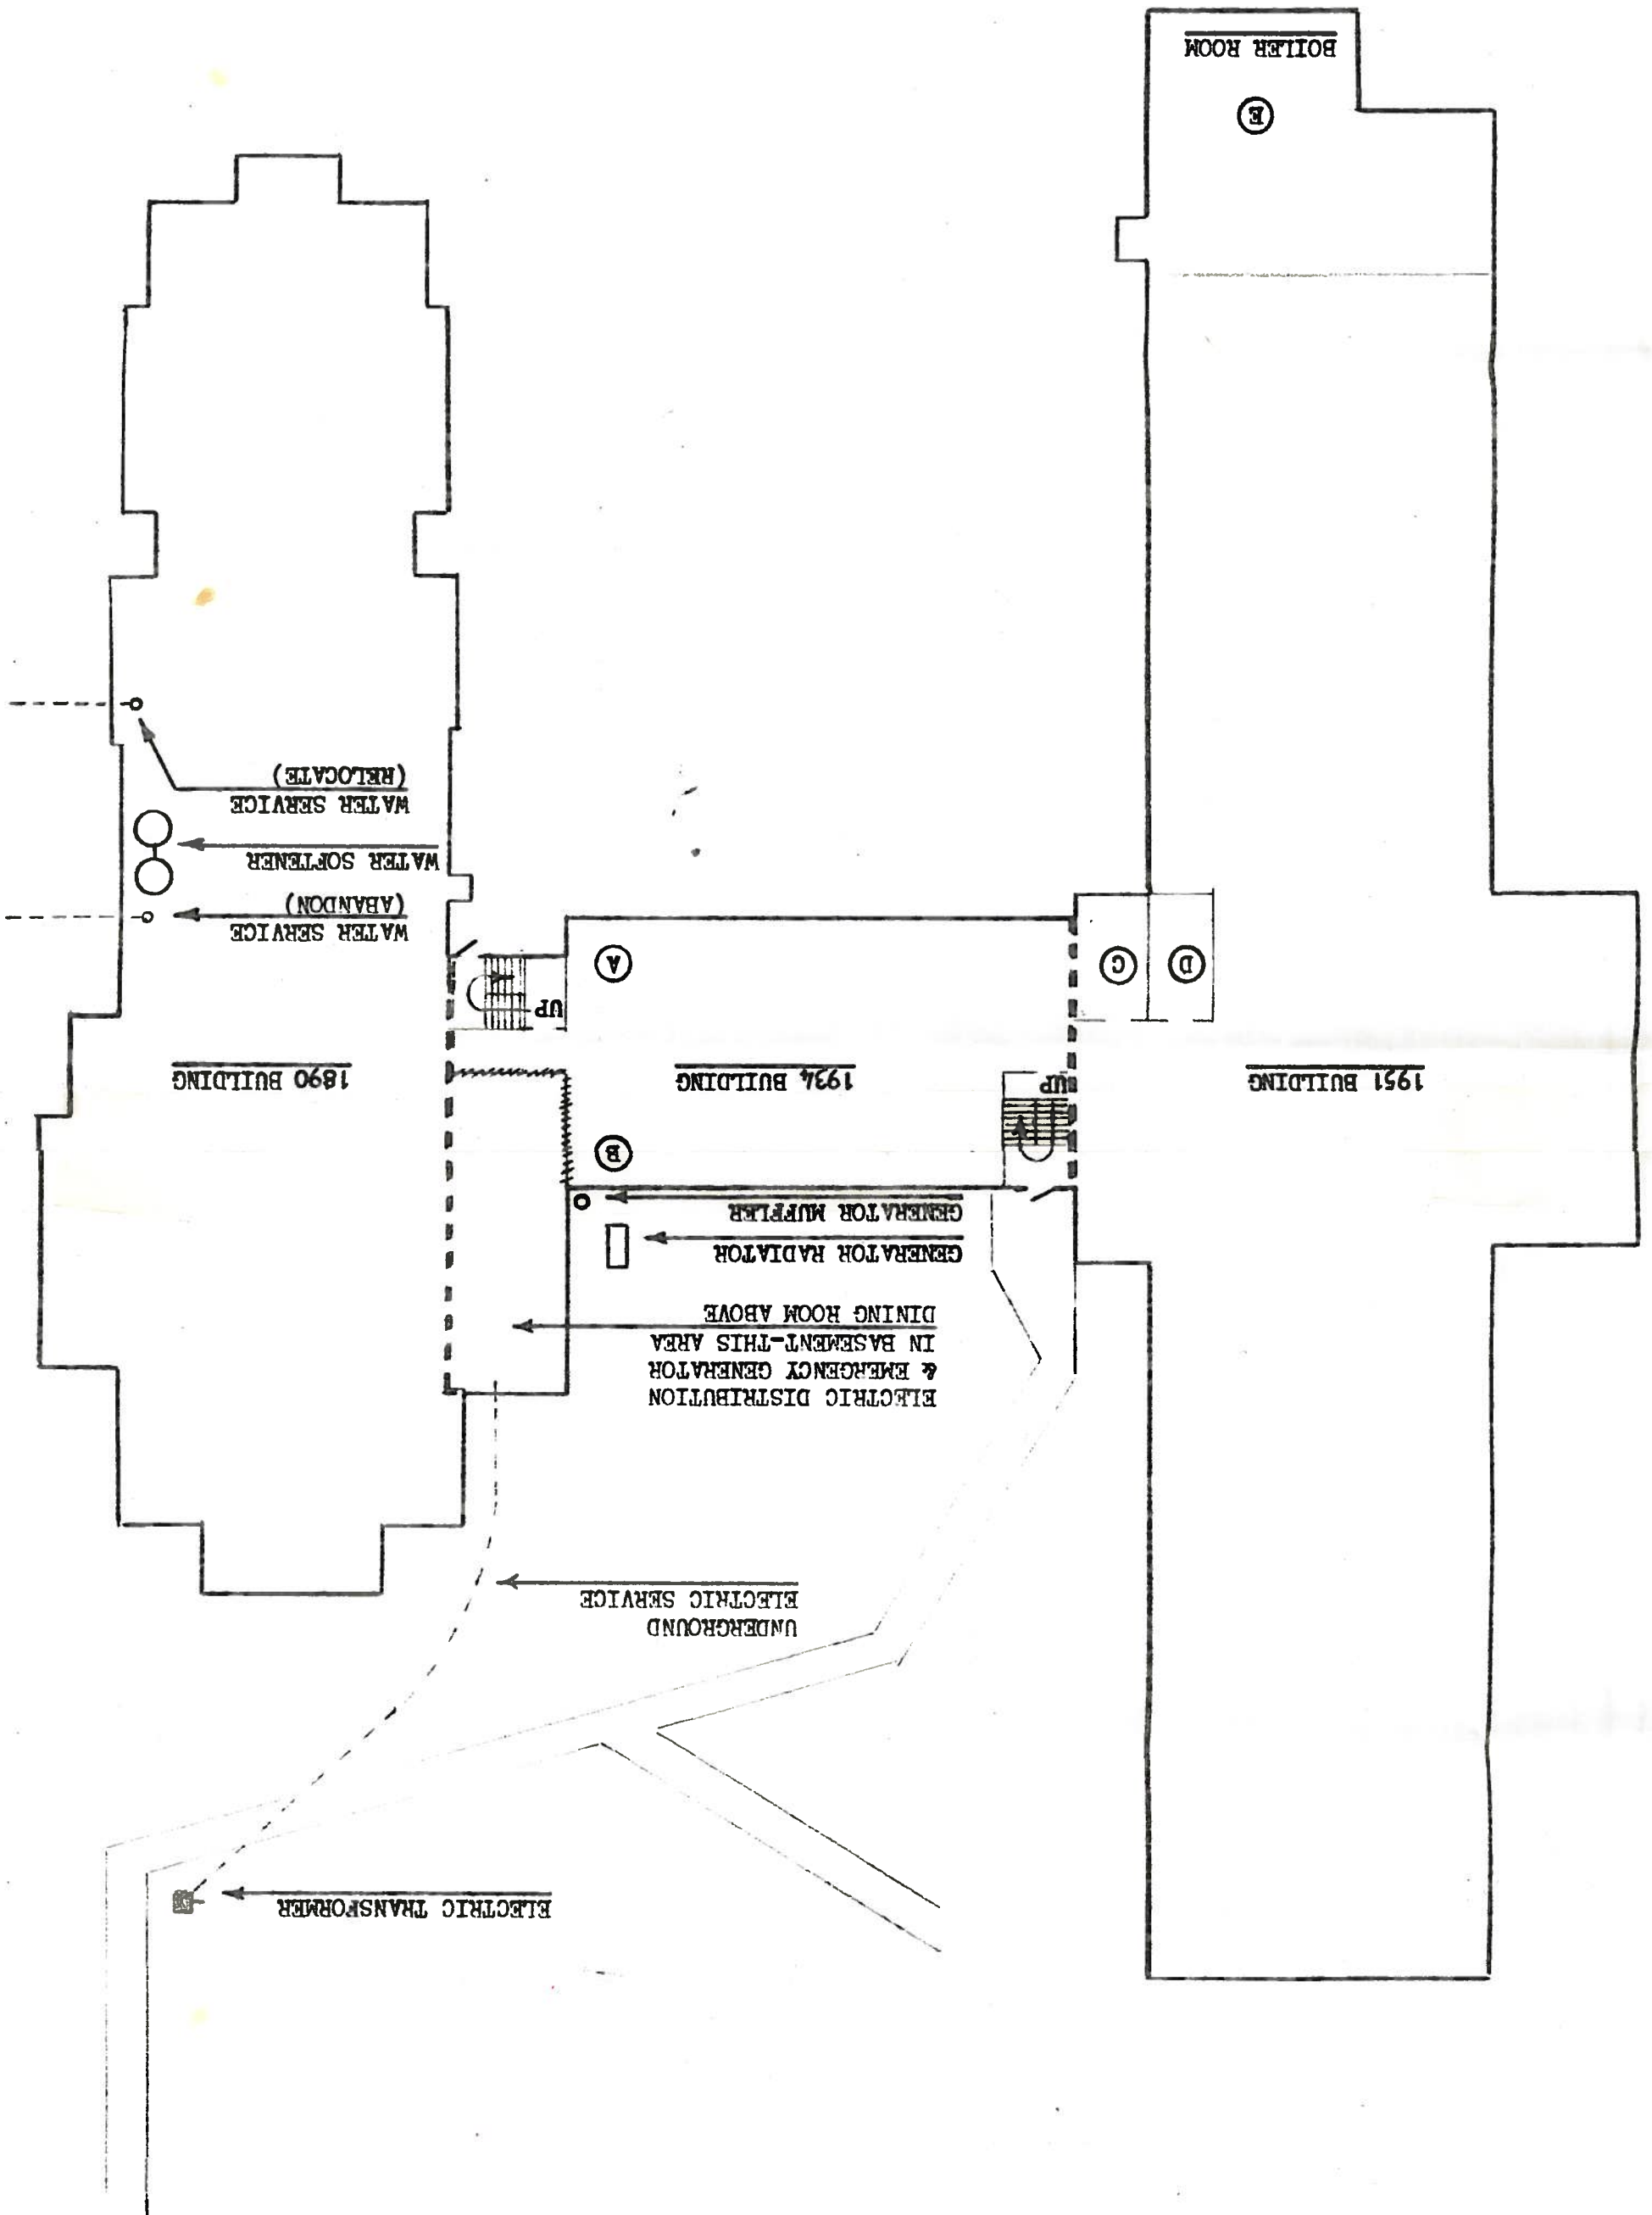 ELECTRIC TRANSFORMER
UNDERGROUND
ELECTRIC SERVICE
ELECTRIC DISTRIBUTION
& EMERGENCY GENERATOR
IN BASEMENT-THIS AREA
DINING ROOM ABOVE
GENERATOR RADIATOR
GENERATOR MUFFLER
B
UP
1951 BUILDING
1934 BUILDING
1890 BUILDING
UP
D
C
A
WATER SERVICE
(ABANDON)
WATER SOFTENER
WATER SERVICE
(RELOCATE)
E
BOILER ROOM